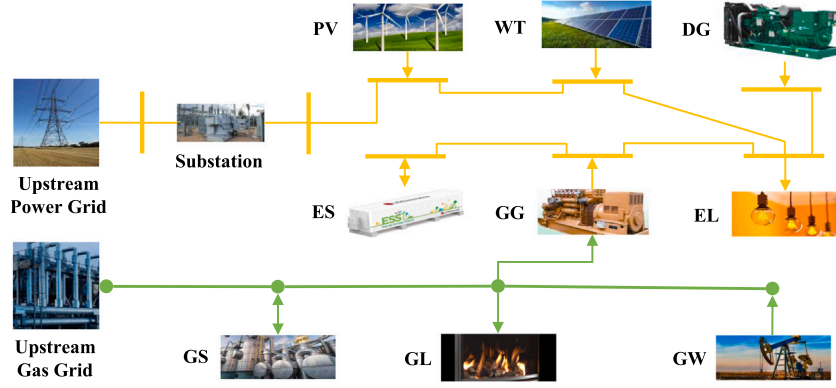 PV
WT
DG
Substation
Upstream
Power Grid
ES
ESS
GG
EL
Upstream
Gas Grid
GS
GL
GW